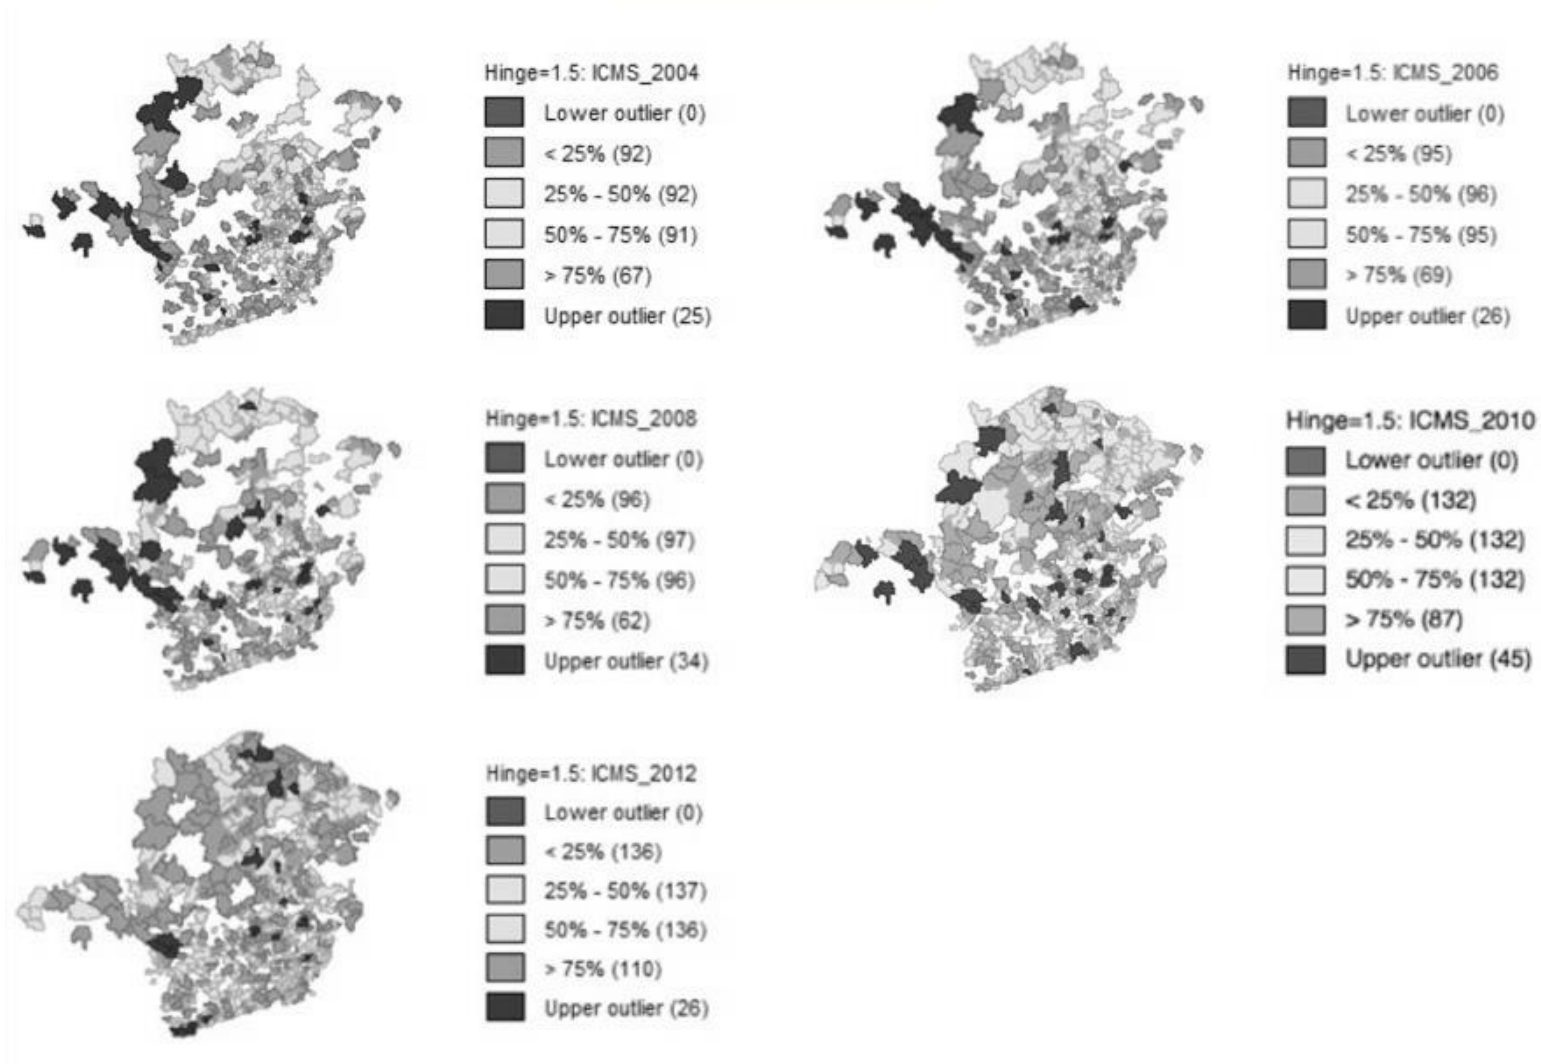 Hinge=1.5: ICMS_2004
Lower outlier (0)
< 25% (92)
25% - 50% (92)
50% - 75% (91)
> 75% (67)
Upper outlier (25)
Hinge=1.5: ICMS_2006
Lower outlier (0)
< 25% (95)
25% - 50% (96)
50% - 75% (95)
> 75% (69)
Upper outlier (26)
Hinge=1.5: ICMS_2008
Lower outlier (0)
< 25% (96)
25% - 50% (97)
50% - 75% (96)
> 75% (62)
Upper outlier (34)
Hinge=1.5: ICMS_2010
Lower outlier (0)
< 25% (132)
25% - 50% (132)
50% - 75% (132)
> 75% (87)
Upper outlier (45)
Hinge=1.5: ICMS_2012
Lower outlier (0)
< 25% (136)
25% - 50% (137)
50% - 75% (136)
> 75% (110)
Upper outlier (26)